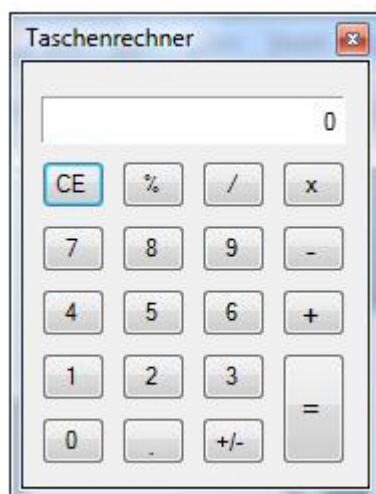 Taschenrechner x
0
CE % / x
7 8 9 -
4 5 6 +
1 2 3 =
0 . +/-